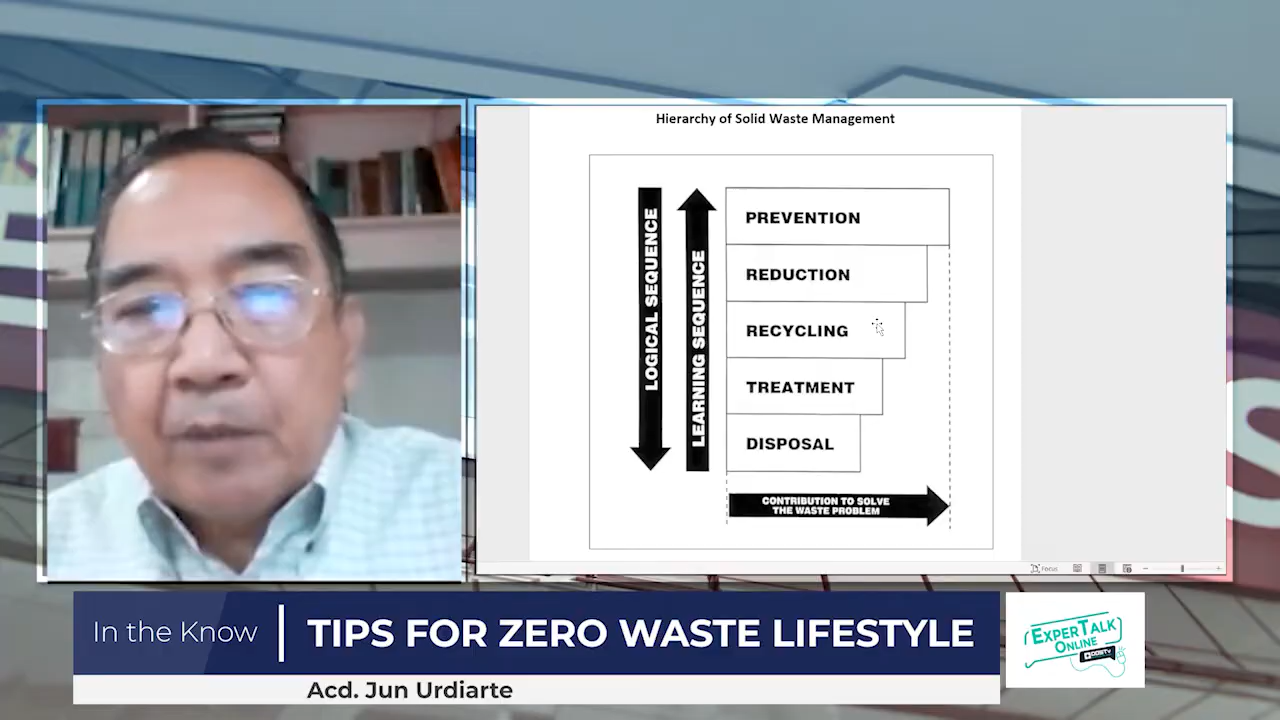 Hierarchy of Solid Waste Management
LOGICAL SEQUENCE
LEARNING SEQUENCE
PREVENTION
REDUCTION
RECYCLING
TREATMENT
DISPOSAL
CONTRIBUTION TO SOLVE
THE WASTE PROBLEM
Focus
In the Know
TIPS FOR ZERO WASTE LIFESTYLE
Acd. Jun Urdiarte
EXPERTALK
ONLINE